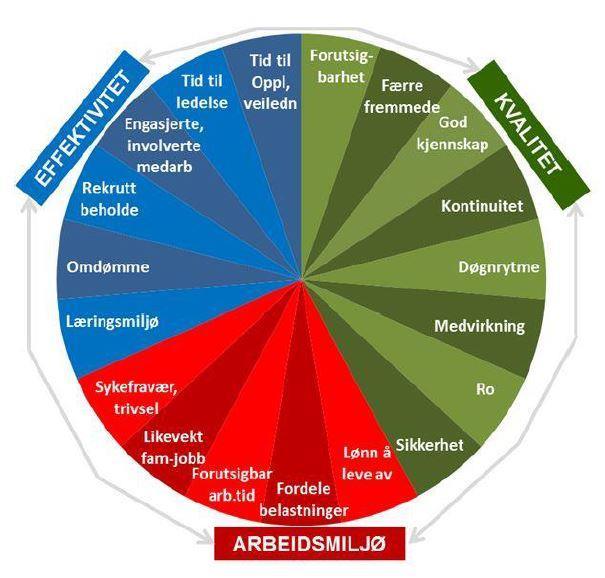 EFFEKTIVITET
KVALITET
ARBEIDSMILJØ
Forutsig-
barhet
Færre
fremmede
God
kjennskap
Kontinuitet
Døgnrytme
Medvirkning
Ro
Sikkerhet
Lønn å
leve av
Fordele
belastninger
Forutsigbar
arb.tid
Likevekt
fam-jobb
Sykefravær,
trivsel
Læringsmiljø
Omdømme
Rekrutt
beholde
Engasjerte,
involverte
medarb
Tid til
ledelse
Tid til
Oppl,
veiledn